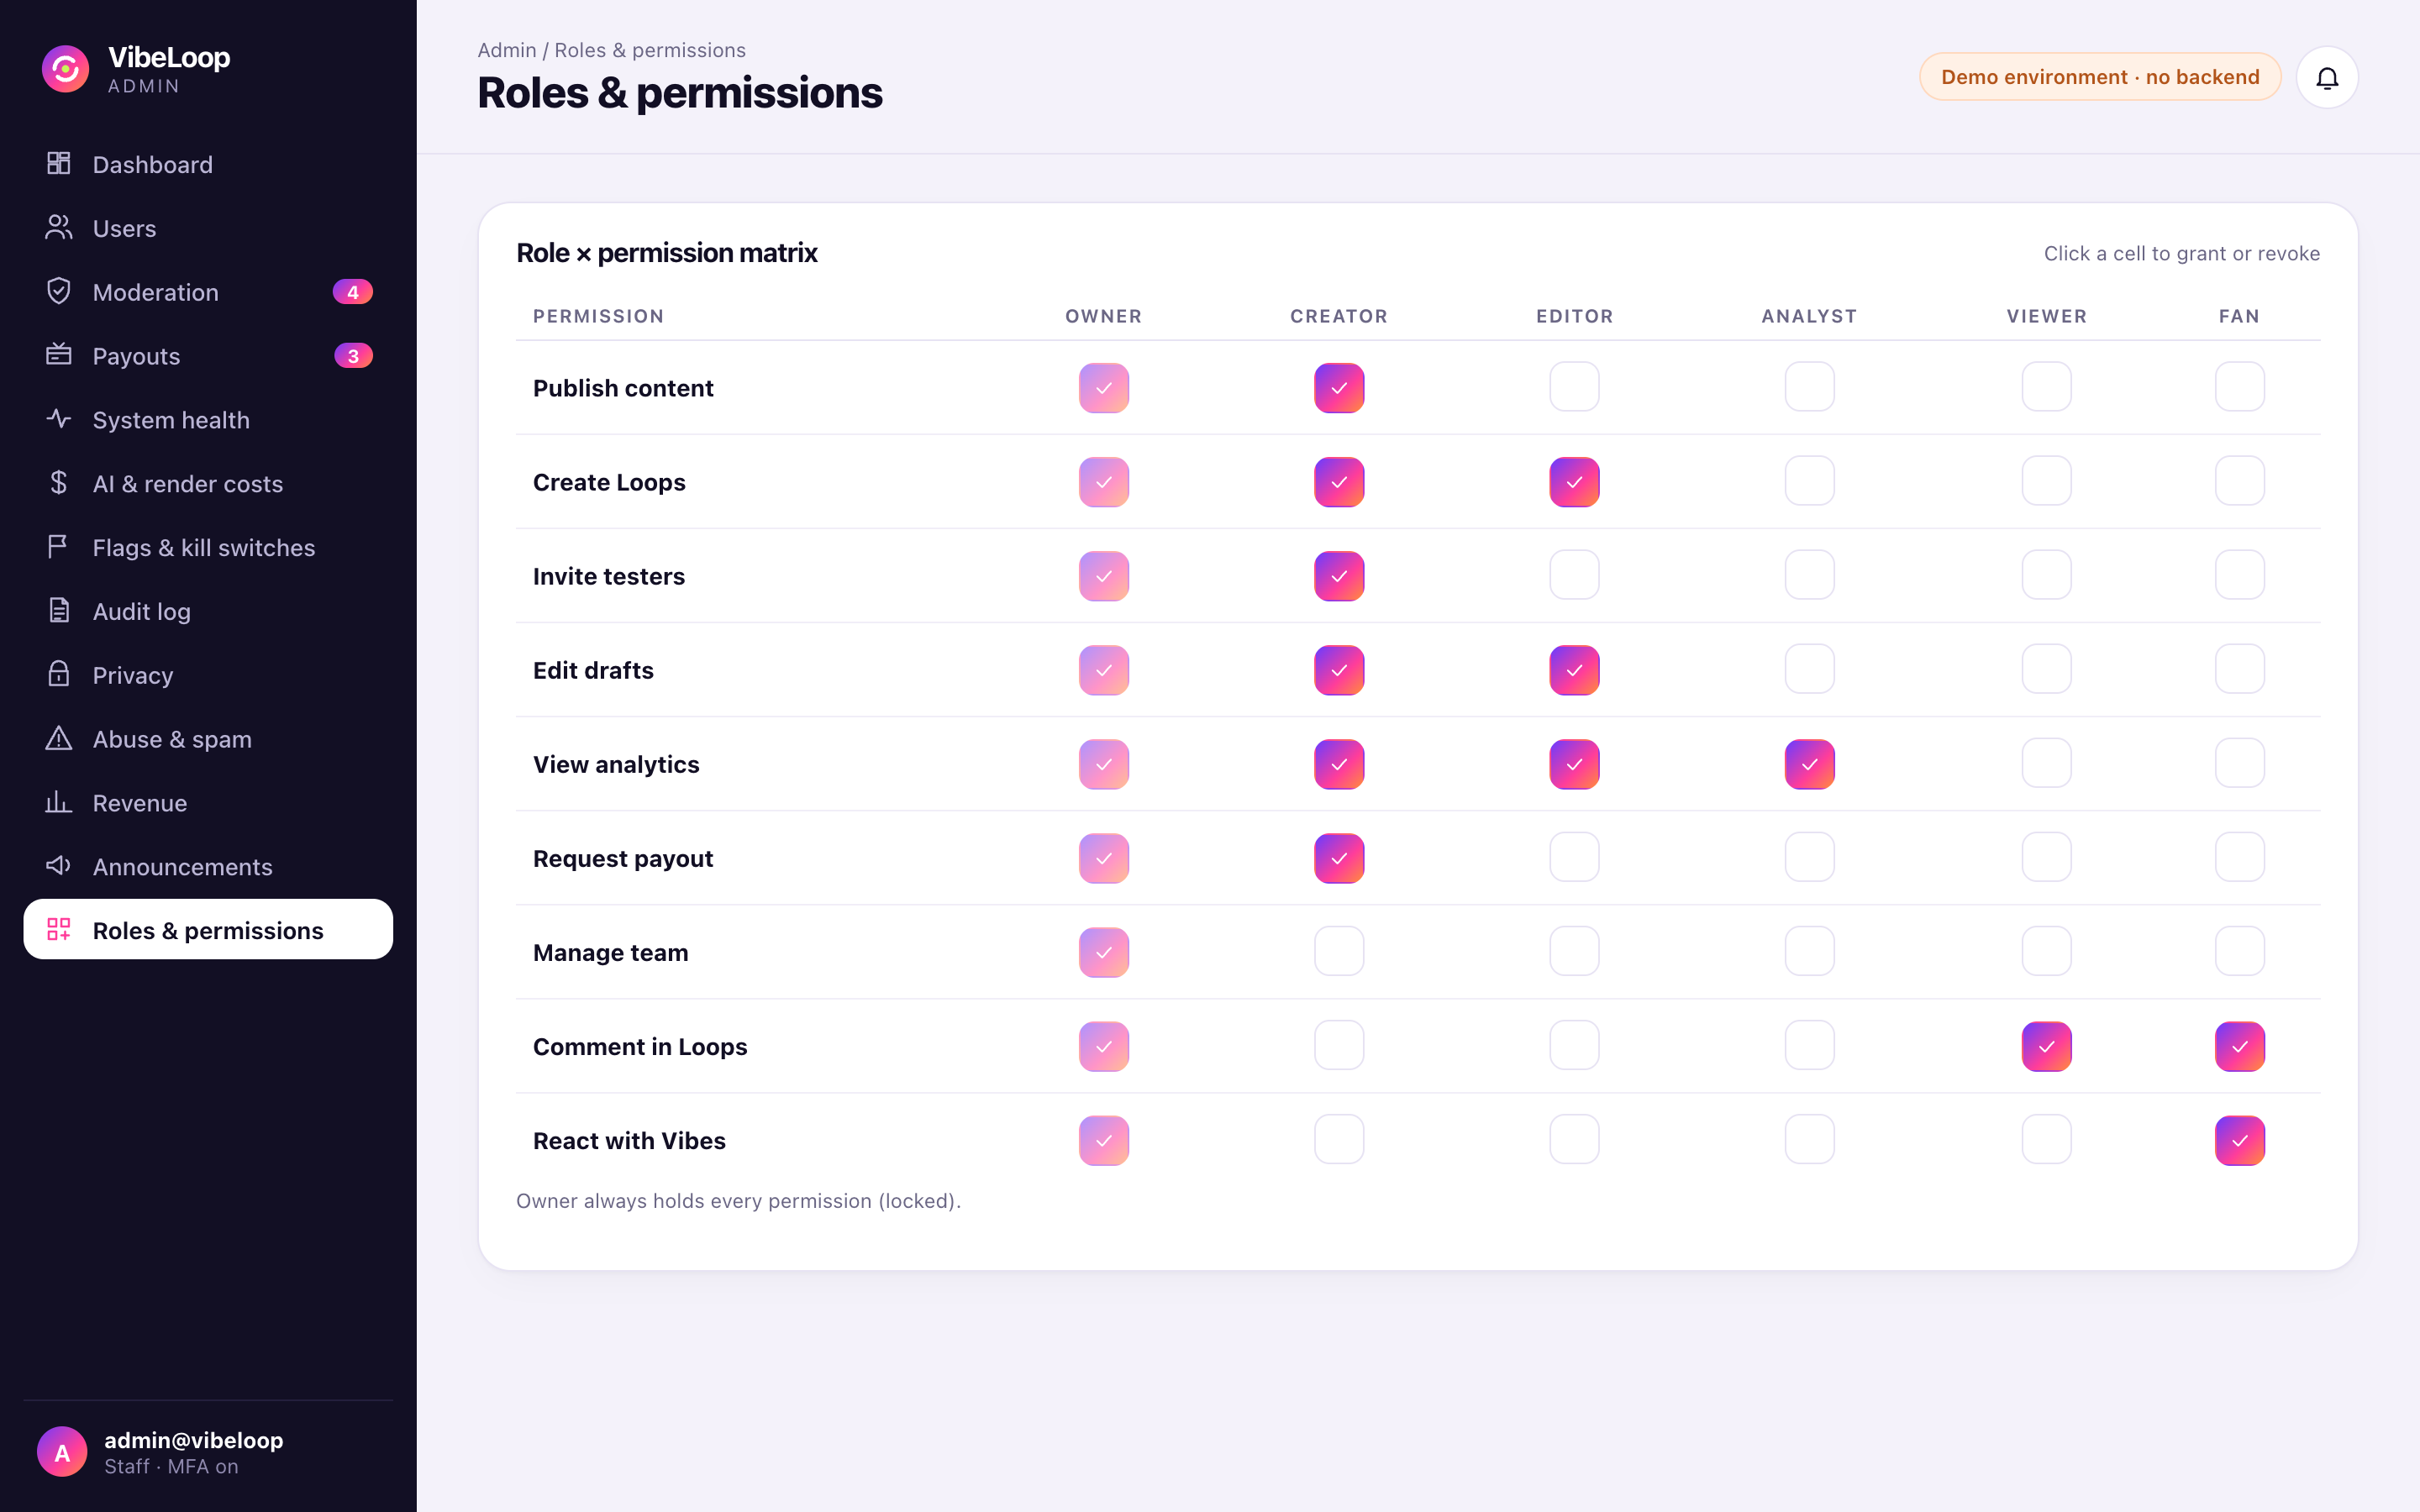 VibeLoop
ADMIN
Dashboard
Users
Moderation 4
Payouts 3
System health
AI & render costs
Flags & kill switches
Audit log
Privacy
Abuse & spam
Revenue
Announcements
Roles & permissions
A
admin@vibeloop
Staff · MFA on
Admin / Roles & permissions
Roles & permissions
Demo environment · no backend
Role × permission matrix
Click a cell to grant or revoke
PERMISSION OWNER CREATOR EDITOR ANALYST VIEWER FAN
Publish content
Create Loops
Invite testers
Edit drafts
View analytics
Request payout
Manage team
Comment in Loops
React with Vibes
Owner always holds every permission (locked).